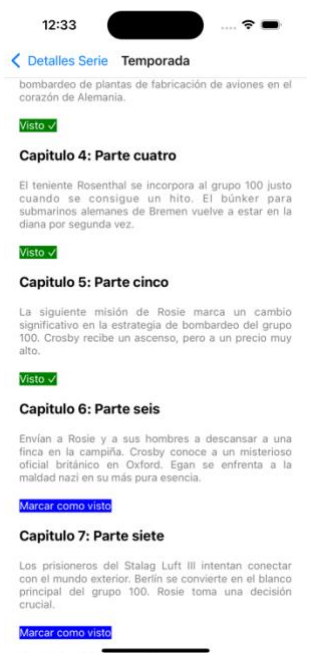 12:33
Detalles Serie Temporada
bombardeo de plantas de fabricación de aviones en el
corazón de Alemania.
Visto ✓
Capitulo 4: Parte cuatro
El teniente Rosenthal se incorpora al grupo 100 justo
cuando se consigue un hito. El búnker para
submarinos alemanes de Bremen vuelve a estar en la
diana por segunda vez.
Visto ✓
Capitulo 5: Parte cinco
La siguiente misión de Rosie marca un cambio
significativo en la estrategia de bombardeo del grupo
100. Crosby recibe un ascenso, pero a un precio muy
alto.
Visto ✓
Capitulo 6: Parte seis
Envían a Rosie y a sus hombres a descansar a una
finca en la campiña. Crosby conoce a un misterioso
oficial británico en Oxford. Egan se enfrenta a la
maldad nazi en su más pura esencia.
Marcar como visto
Capitulo 7: Parte siete
Los prisioneros del Stalag Luft III intentan conectar
con el mundo exterior. Berlín se convierte en el blanco
principal del grupo 100. Rosie toma una decisión
crucial.
Marcar como visto